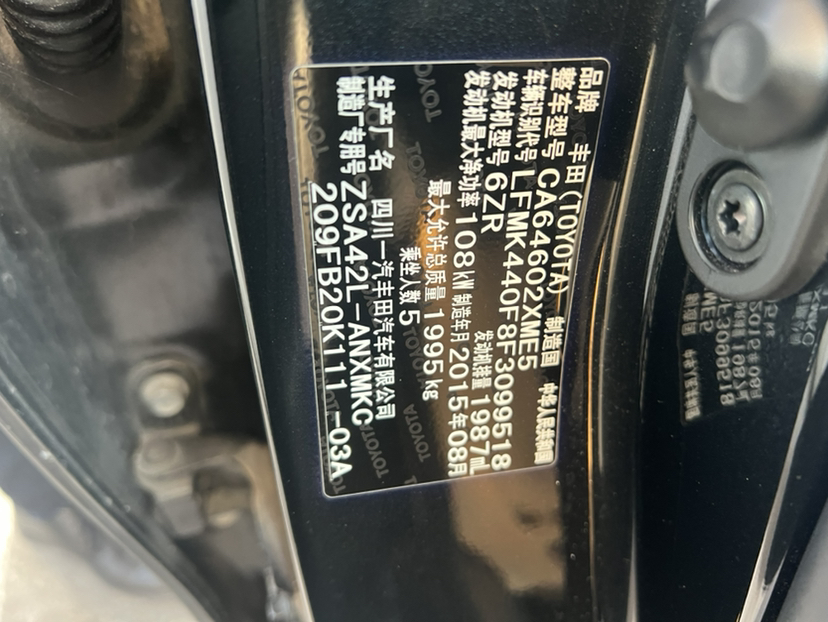 品牌 丰田(TOYOTA) 制造国 中华人民共和国
整车型号 CA64602XME5
车辆识别代号 LFMK440F8F3099518
发动机型号 6ZR 发动机排量 1987mL
发动机最大净功率 108kW 制造年月 2015年08月
最大允许总质量 1995kg
乘坐人数 5
生产厂名 四川一汽丰田汽车有限公司
制造厂专用号 ZSA42L-ANXMKC
209FB20K111-03A